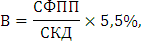 В = СФПП / СКД × 5,5%,